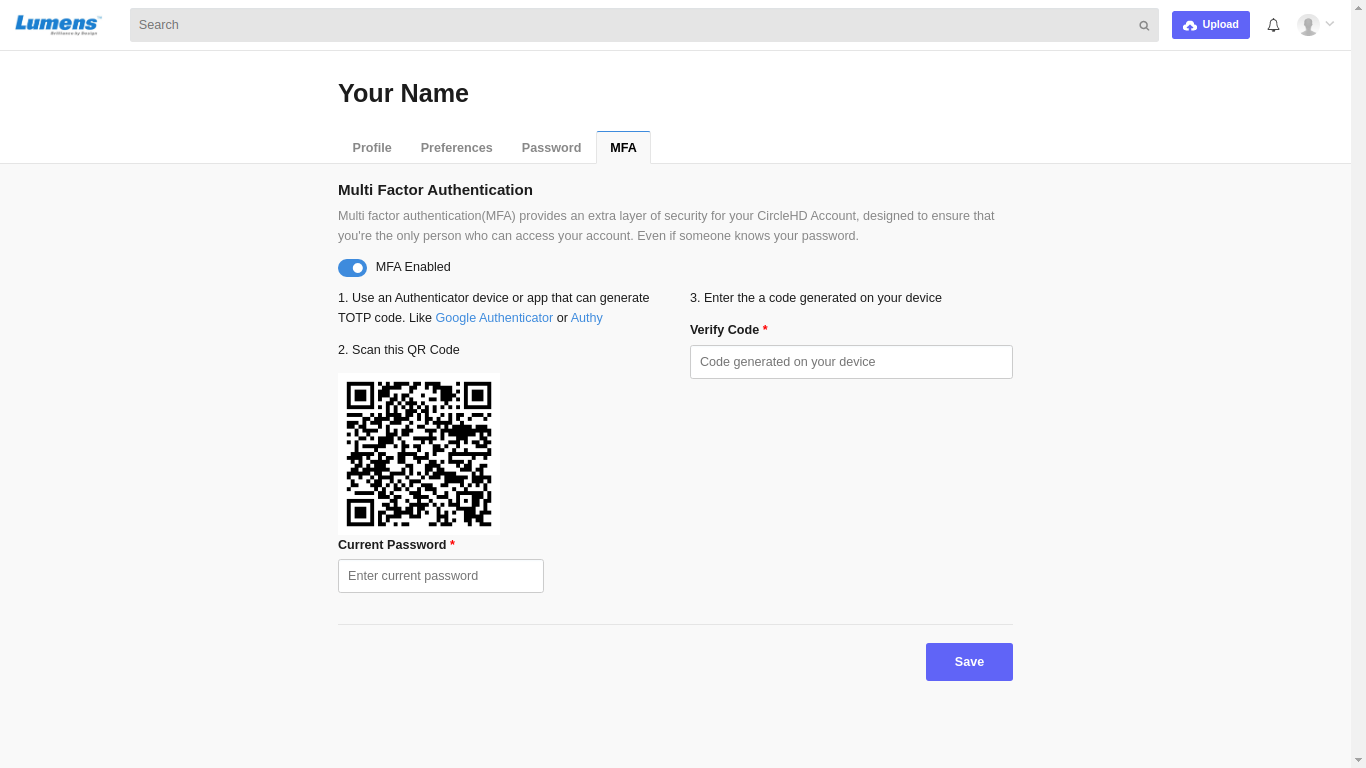 Lumens
Brilliance by Design
Search
Upload
Your Name
Profile
Preferences
Password
MFA
Multi Factor Authentication
Multi factor authentication(MFA) provides an extra layer of security for your CircleHD Account, designed to ensure that
you're the only person who can access your account. Even if someone knows your password.
MFA Enabled
1. Use an Authenticator device or app that can generate
TOTP code. Like Google Authenticator or Authy
2. Scan this QR Code
3. Enter the a code generated on your device
Verify Code *
Code generated on your device
Current Password *
Enter current password
Save